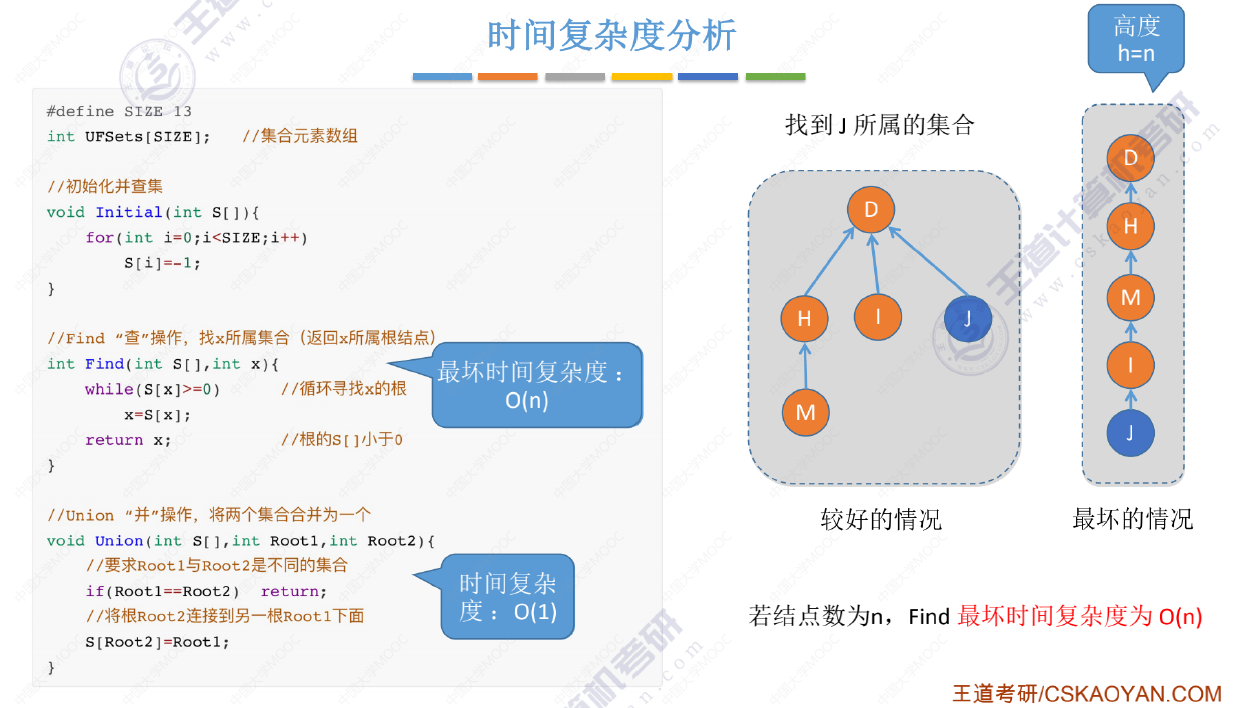 时间复杂度分析
#define SIZE 13
int UFSets[SIZE];    //集合元素数组
//初始化并查集
void Initial(int S[]){
    for(int i=0;i<SIZE;i++)
        S[i]=-1;
}
//Find “查”操作，找x所属集合（返回x所属根结点）
int Find(int S[],int x){
    while(S[x]>=0)      //循环寻找x的根
        x=S[x];
    return x;           //根的S[]小于0
}
最坏时间复杂度：
O(n)
//Union “并”操作，将两个集合合并为一个
void Union(int S[],int Root1,int Root2){
    //要求Root1与Root2是不同的集合
    if(Root1==Root2)  return;
    //将根Root2连接到另一根Root1下面
    S[Root2]=Root1;
}
时间复杂
度：O(1)
找到 J 所属的集合
D
H
I
J
M
较好的情况
高度
h=n
D
H
M
I
J
最坏的情况
若结点数为n，Find 最坏时间复杂度为 O(n)
王道考研/CSKAOYAN.COM